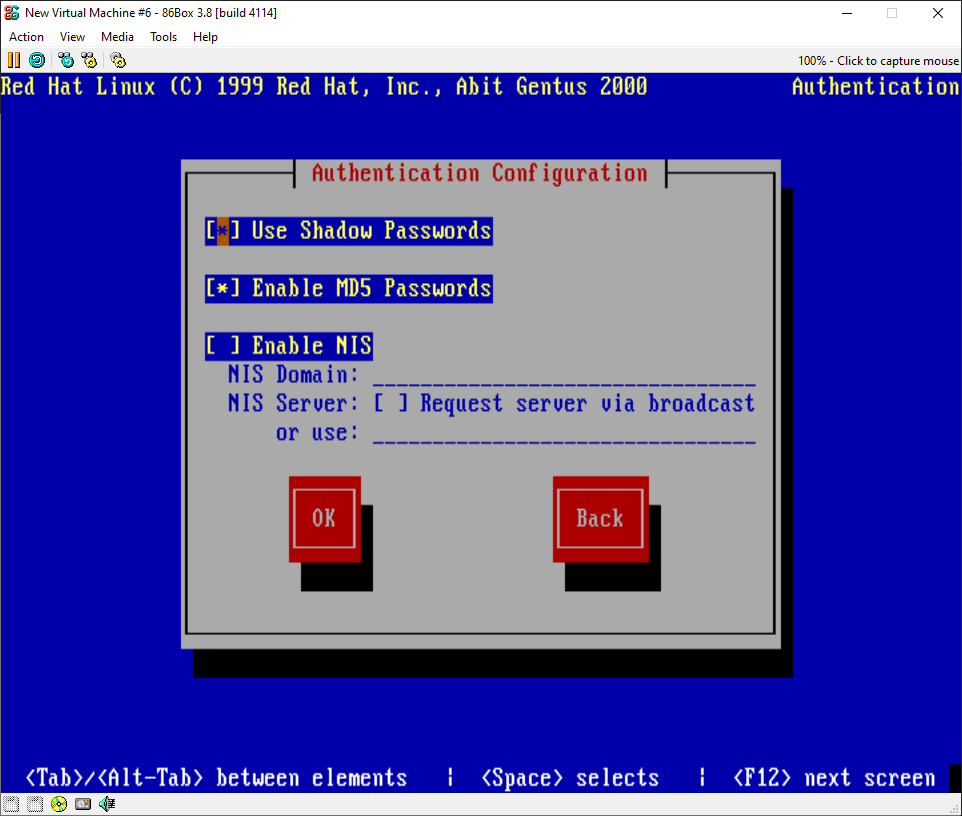 New Virtual Machine #6 - 86Box 3.8 [build 4114]
Action View Media Tools Help
100% - Click to capture mouse
Red Hat Linux (C) 1999 Red Hat, Inc., Abit Gentus 2000 Authentication
Authentication Configuration
[*] Use Shadow Passwords
[*] Enable MD5 Passwords
[ ] Enable NIS
NIS Domain: ________________________________
NIS Server: [ ] Request server via broadcast
or use: ________________________________
OK Back
<Tab>/<Alt-Tab> between elements | <Space> selects | <F12> next screen